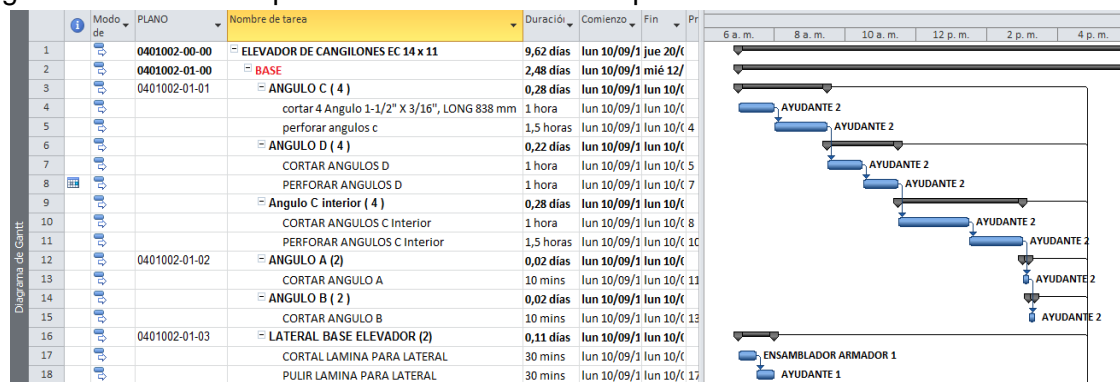 Modo de PLANO Nombre de tarea Duració Comienzo Fin Pr
6 a. m. 8 a. m. 10 a. m. 12 p. m. 2 p. m. 4 p. m.
1 0401002-00-00 ELEVADOR DE CANGILONES EC 14 x 11 9,62 días lun 10/09/1 jue 20/0
2 0401002-01-00 BASE 2,48 días lun 10/09/1 mié 12/
3 0401002-01-01 ANGULO C ( 4 ) 0,28 días lun 10/09/1 lun 10/0
4 cortar 4 Angulo 1-1/2" X 3/16", LONG 838 mm 1 hora lun 10/09/1 lun 10/0 AYUDANTE 2
5 perforar angulos c 1,5 horas lun 10/09/1 lun 10/0 4 AYUDANTE 2
6 ANGULO D ( 4 ) 0,22 días lun 10/09/1 lun 10/0
7 CORTAR ANGULOS D 1 hora lun 10/09/1 lun 10/0 5 AYUDANTE 2
8 PERFORAR ANGULOS D 1 hora lun 10/09/1 lun 10/0 7 AYUDANTE 2
9 Angulo C interior ( 4 ) 0,28 días lun 10/09/1 lun 10/0
10 CORTAR ANGULOS C Interior 1 hora lun 10/09/1 lun 10/0 8 AYUDANTE 2
11 PERFORAR ANGULOS C Interior 1,5 horas lun 10/09/1 lun 10/0 10 AYUDANTE 2
12 0401002-01-02 ANGULO A (2) 0,02 días lun 10/09/1 lun 10/0
13 CORTAR ANGULO A 10 mins lun 10/09/1 lun 10/0 11 AYUDANTE 2
14 ANGULO B ( 2 ) 0,02 días lun 10/09/1 lun 10/0
15 CORTAR ANGULO B 10 mins lun 10/09/1 lun 10/0 13 AYUDANTE 2
16 0401002-01-03 LATERAL BASE ELEVADOR (2) 0,11 días lun 10/09/1 lun 10/0
17 CORTAL LAMINA PARA LATERAL 30 mins lun 10/09/1 lun 10/0 ENSAMBLADOR ARMADOR 1
18 PULIR LAMINA PARA LATERAL 30 mins lun 10/09/1 lun 10/0 17 AYUDANTE 1
Diagrama de Gantt